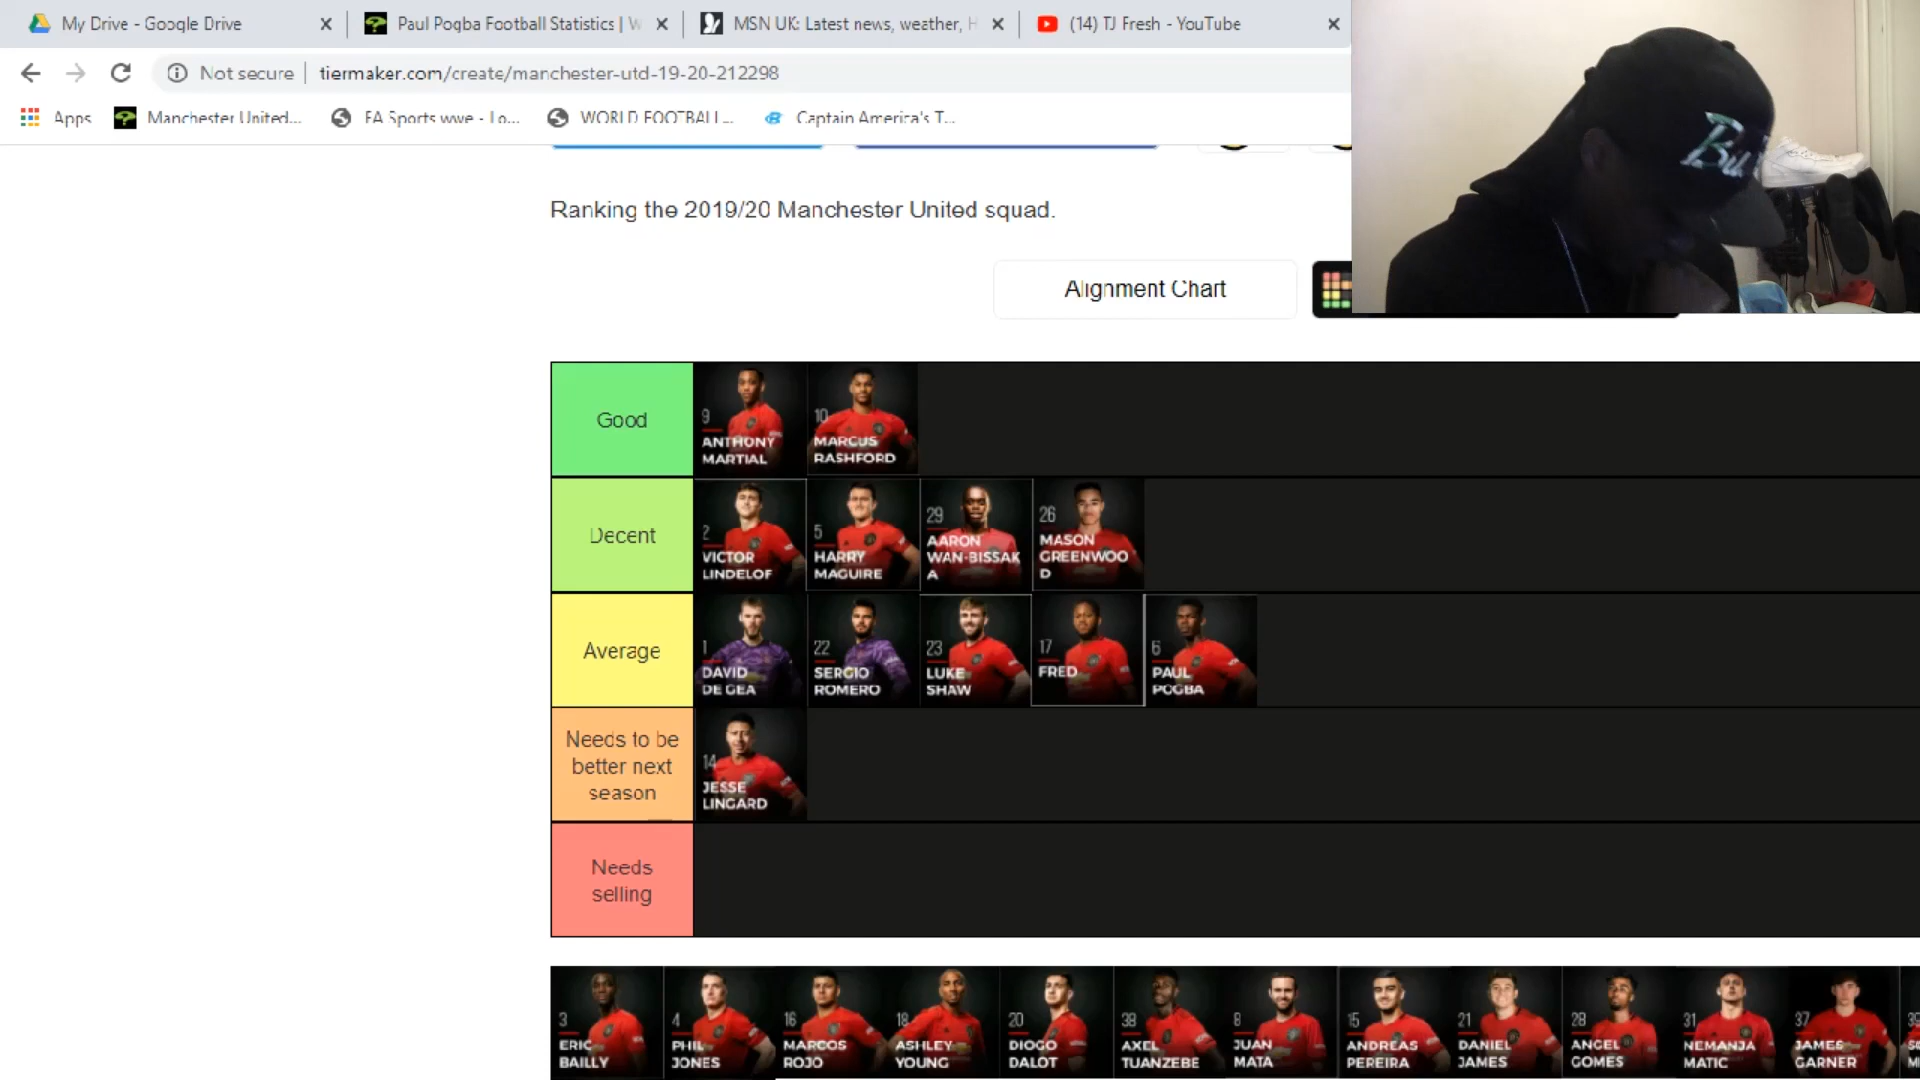 My Drive - Google Drive
Paul Pogba Football Statistics | W
MSN UK: Latest news, weather, H
(14) TJ Fresh - YouTube
Not secure
tiermaker.com/create/manchester-utd-19-20-212298
Apps
Manchester United...
EA Sports wwe - Lo...
WORLD FOOTBALL...
Captain America's T...
Ranking the 2019/20 Manchester United squad.
Alignment Chart
Good
9
ANTHONY
MARTIAL
10
MARCUS
RASHFORD
Decent
2
VICTOR
LINDELOF
5
HARRY
MAGUIRE
29
AARON
WAN-BISSAK
A
26
MASON
GREENWOO
D
Average
1
DAVID
DE GEA
22
SERGIO
ROMERO
23
LUKE
SHAW
17
FRED
6
PAUL
POGBA
Needs to be
better next
season
14
JESSE
LINGARD
Needs
selling
3
ERIC
BAILLY
4
PHIL
JONES
16
MARCOS
ROJO
18
ASHLEY
YOUNG
20
DIOGO
DALOT
38
AXEL
TUANZEBE
8
JUAN
MATA
15
ANDREAS
PEREIRA
21
DANIEL
JAMES
28
ANGEL
GOMES
31
NEMANJA
MATIC
37
JAMES
GARNER
39